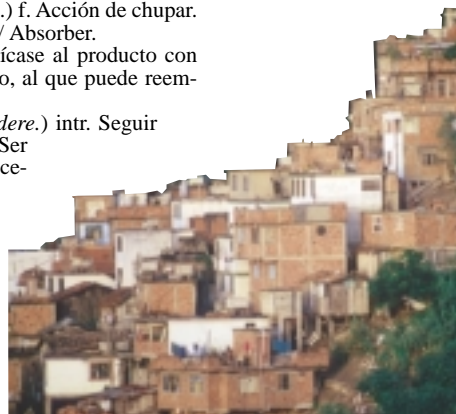 .) f. Acción de chupar.
/ Absorber.
ícase al producto con
o, al que puede reem-
dere.) intr. Seguir
Ser
ce-